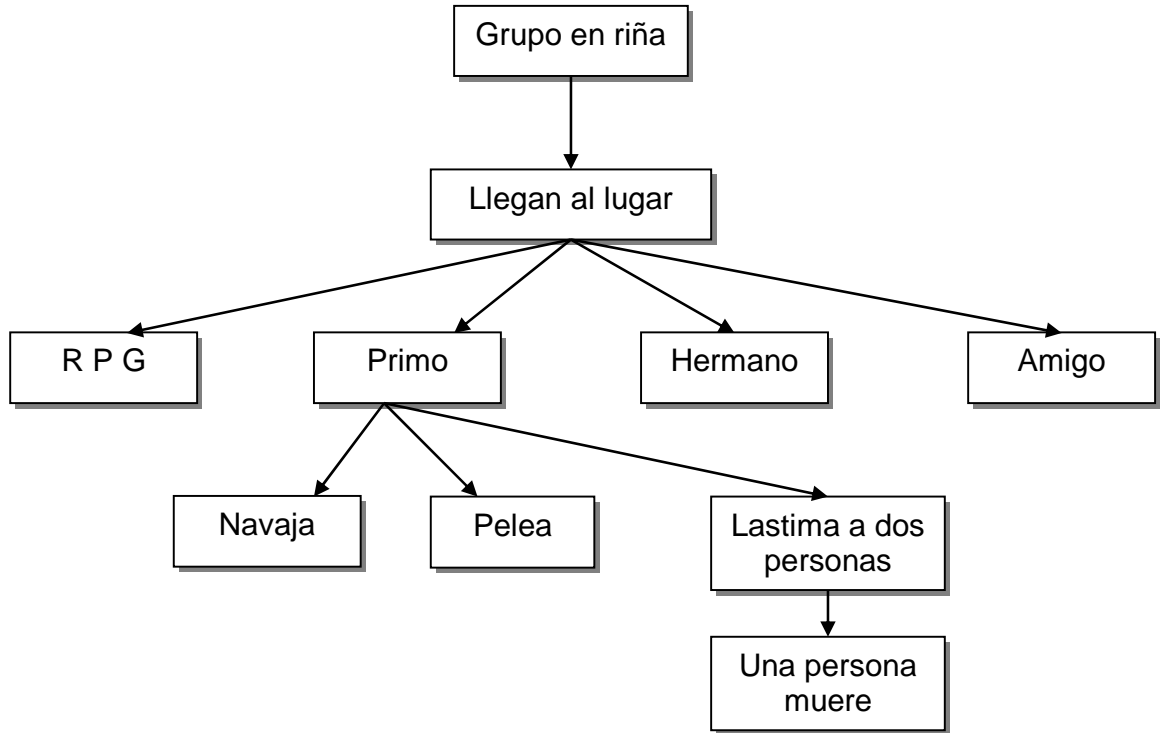 Grupo en riña
Llegan al lugar
R P G
Primo
Hermano
Amigo
Navaja
Pelea
Lastima a dos
personas
Una persona
muere